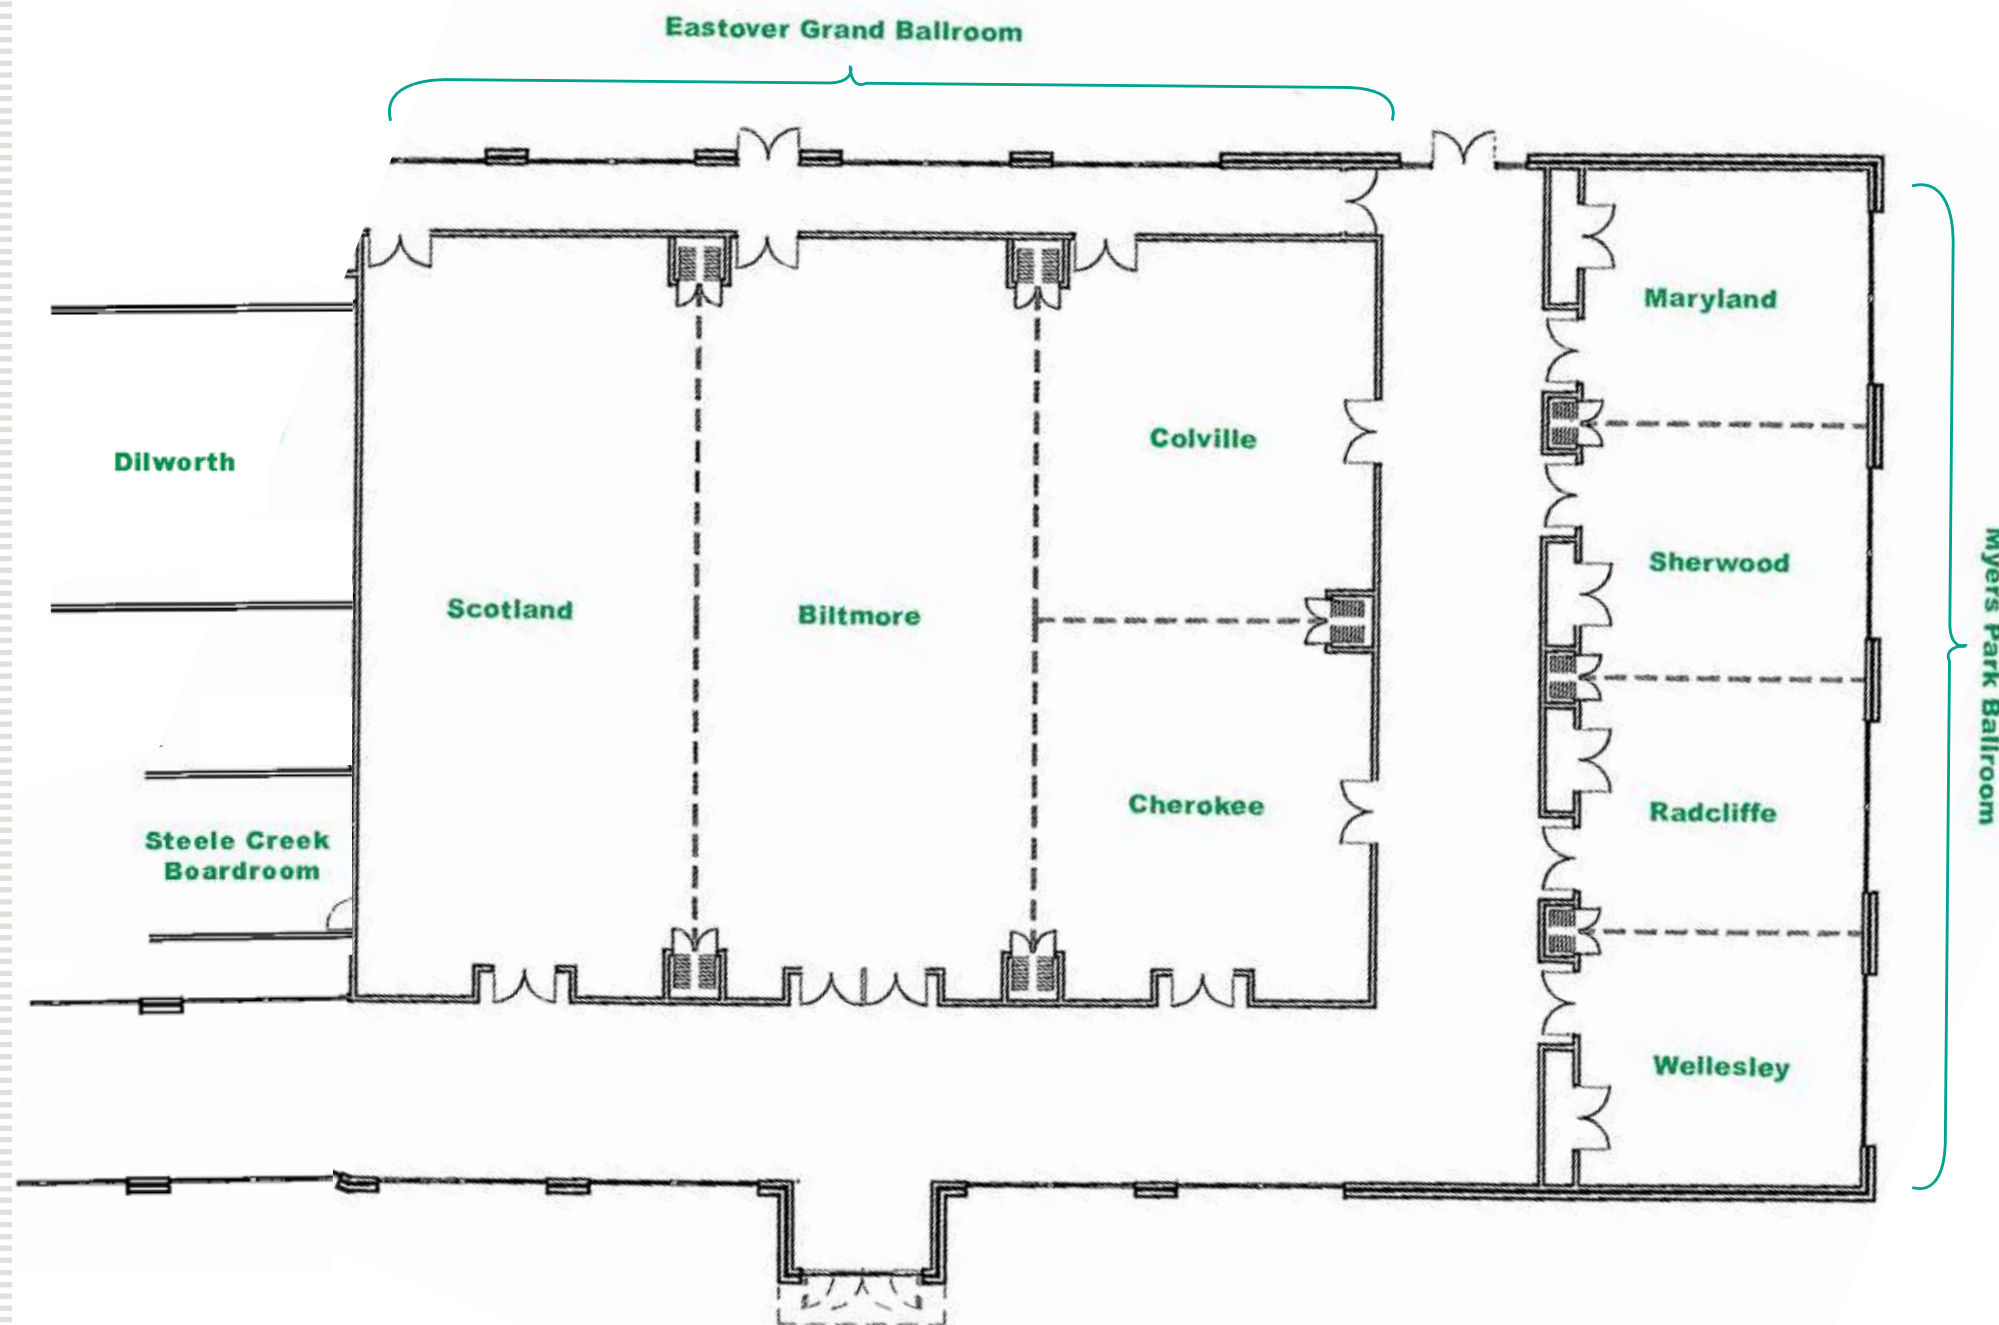 Eastover Grand Ballroom
Maryland
Colville
Dilworth
Sherwood
Scotland
Biltmore
Myers Park Ballroom
Cherokee
Radcliffe
Steele Creek
Boardroom
Wellesley